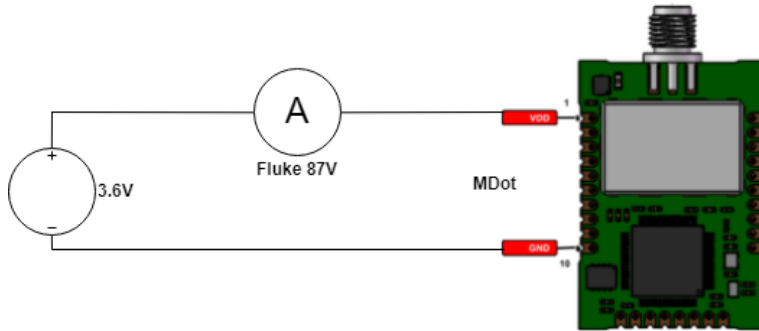 A
Fluke 87V
+
3.6V
−
1
VDD
MDot
GND
10